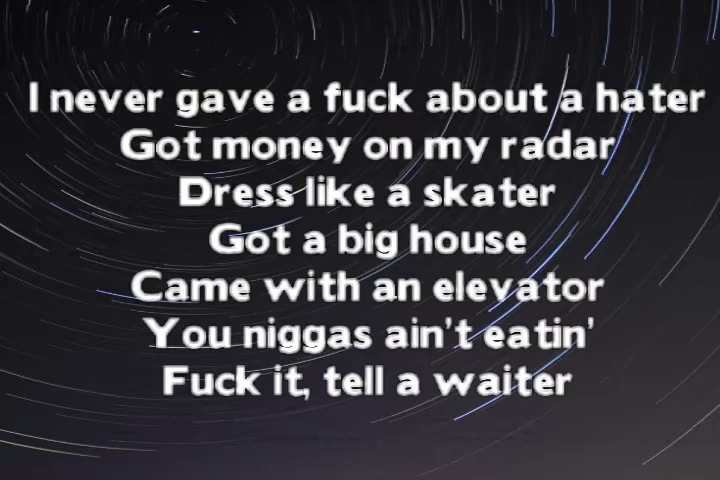 I never gave a fuck about a hater
Got money on my radar
Dress like a skater
Got a big house
Came with an elevator
You niggas ain't eatin'
Fuck it, tell a waiter